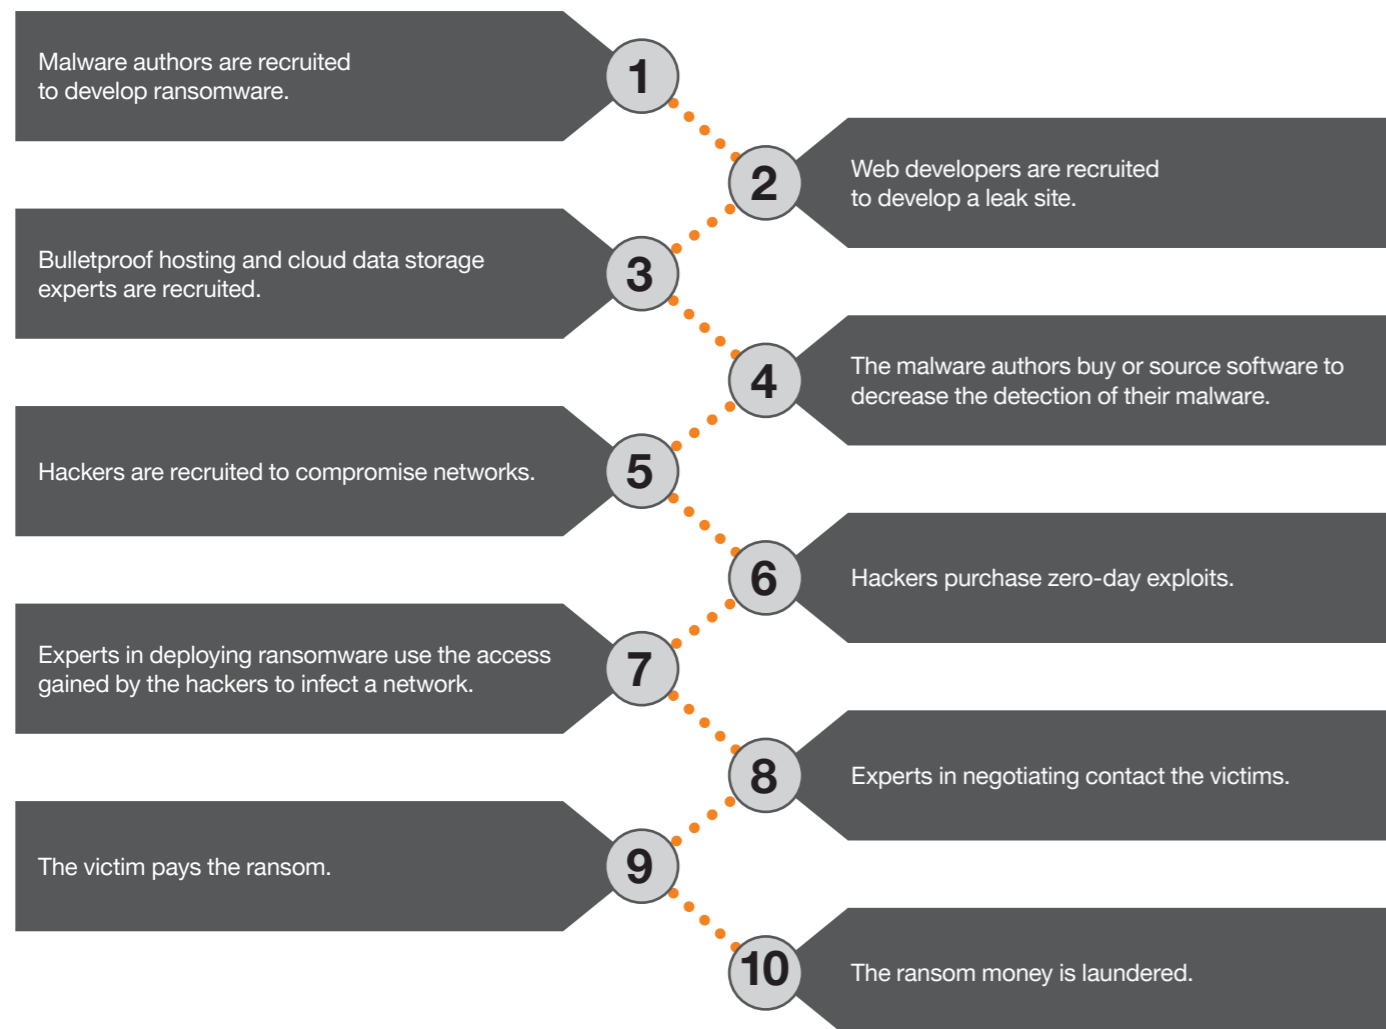 1
Malware authors are recruited
to develop ransomware.
2
Web developers are recruited
to develop a leak site.
3
Bulletproof hosting and cloud data storage
experts are recruited.
4
The malware authors buy or source software to
decrease the detection of their malware.
5
Hackers are recruited to compromise networks.
6
Hackers purchase zero-day exploits.
7
Experts in deploying ransomware use the access
gained by the hackers to infect a network.
8
Experts in negotiating contact the victims.
9
The victim pays the ransom.
10
The ransom money is laundered.